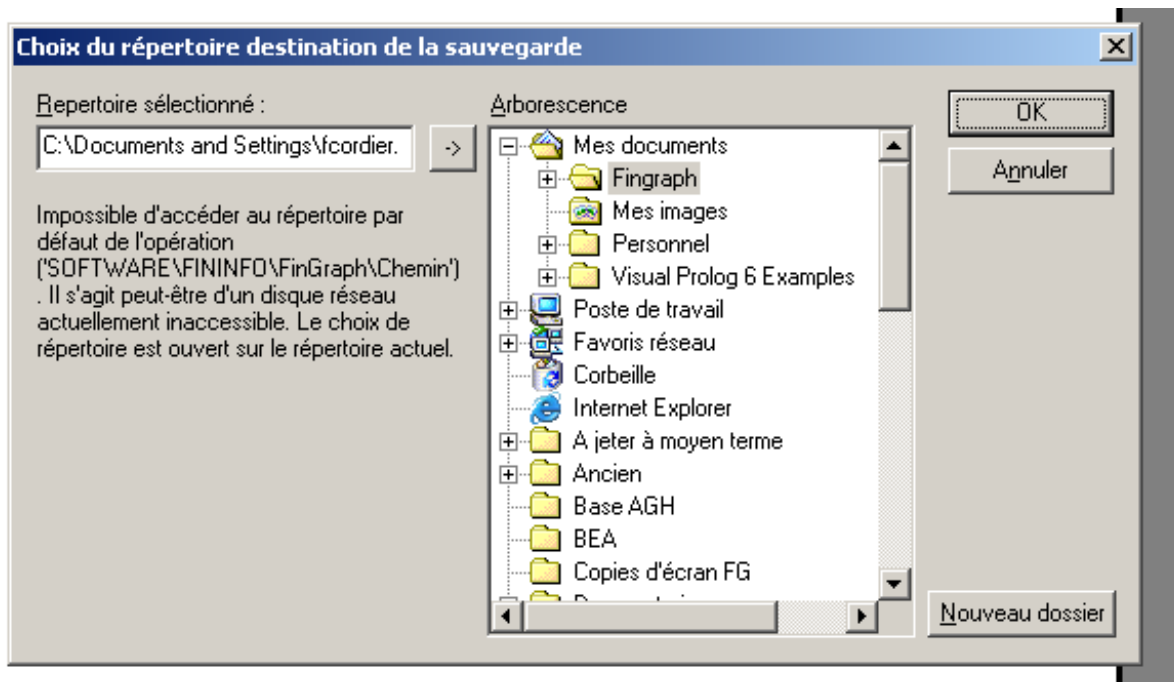 Choix du répertoire destination de la sauvegarde
Repertoire sélectionné :
C:\Documents and Settings\fcordier.
->
Impossible d'accéder au répertoire par
défaut de l'opération
('SOFTWARE\FININFO\FinGraph\Chemin')
. Il s'agit peut-être d'un disque réseau
actuellement inaccessible. Le choix de
répertoire est ouvert sur le répertoire actuel.
Arborescence
Mes documents
Fingraph
Mes images
Personnel
Visual Prolog 6 Examples
Poste de travail
Favoris réseau
Corbeille
Internet Explorer
A jeter à moyen terme
Ancien
Base AGH
BEA
Copies d'écran FG
OK
Annuler
Nouveau dossier